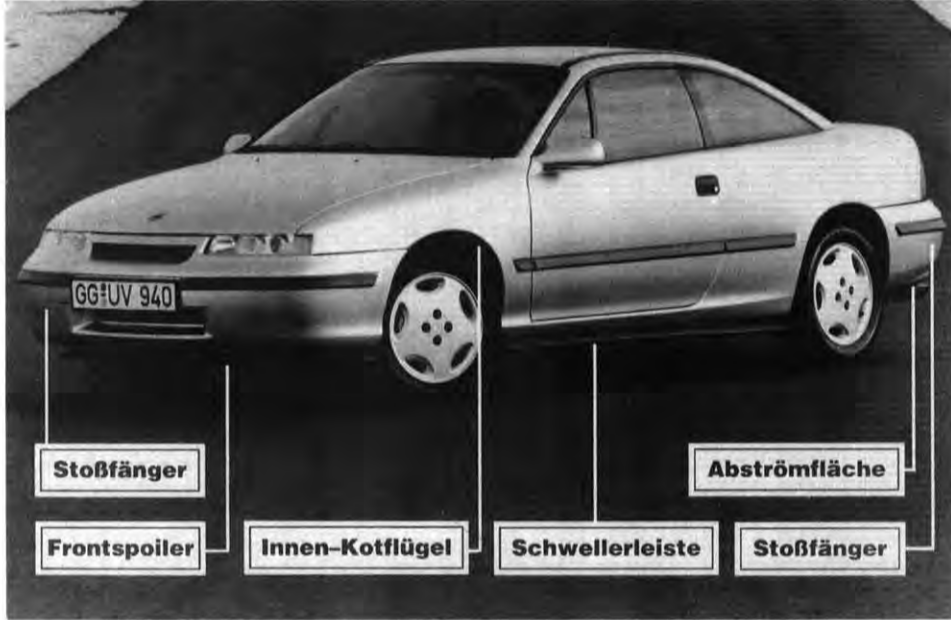 GG-UV 940
Stoßfänger
Abströmfläche
Frontspoiler
Innen-Kotflügel
Schwellerleiste
Stoßfänger